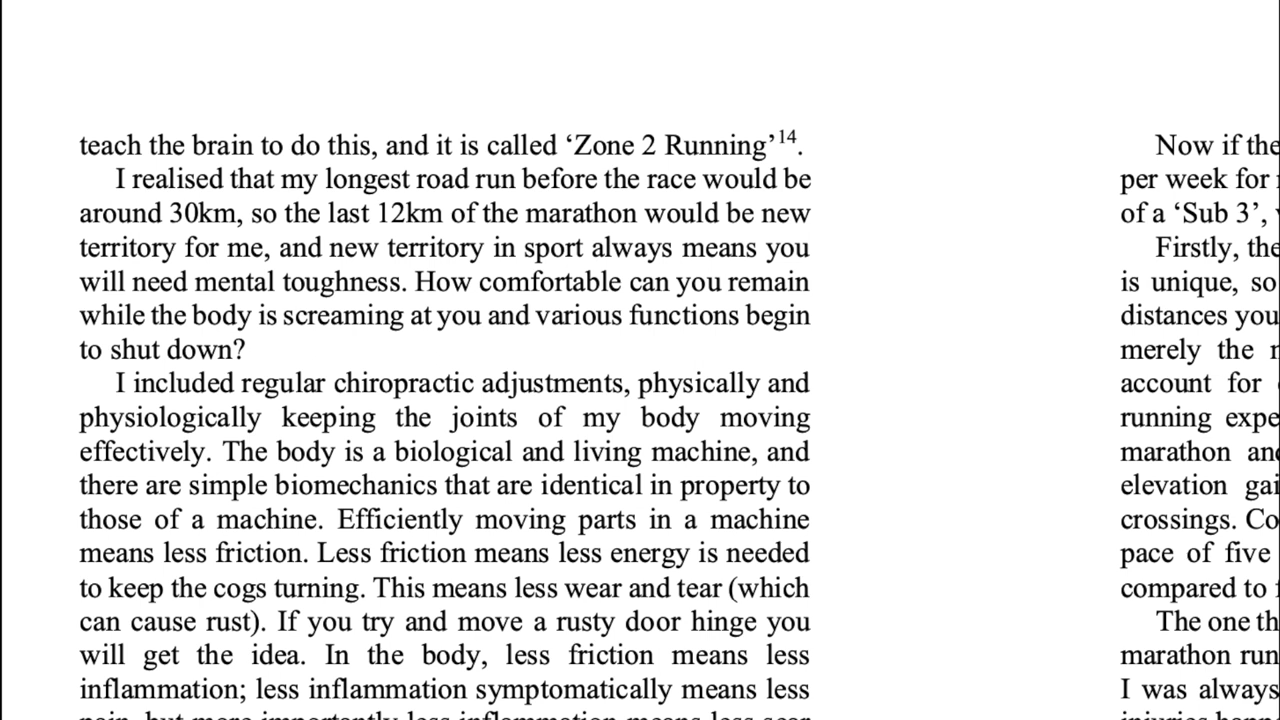 teach the brain to do this, and it is called ‘Zone 2 Running’¹⁴.
I realised that my longest road run before the race would be
around 30km, so the last 12km of the marathon would be new
territory for me, and new territory in sport always means you
will need mental toughness. How comfortable can you remain
while the body is screaming at you and various functions begin
to shut down?
I included regular chiropractic adjustments, physically and
physiologically keeping the joints of my body moving
effectively. The body is a biological and living machine, and
there are simple biomechanics that are identical in property to
those of a machine. Efficiently moving parts in a machine
means less friction. Less friction means less energy is needed
to keep the cogs turning. This means less wear and tear (which
can cause rust). If you try and move a rusty door hinge you
will get the idea. In the body, less friction means less
inflammation; less inflammation symptomatically means less
pain, but more importantly less inflammation means less scar
Now if the
per week for
of a ‘Sub 3’,
Firstly, the
is unique, so
distances you
merely the
account for
running
marathon
elevation
crossings.
pace of five
compared to
The one
marathon run
I was always